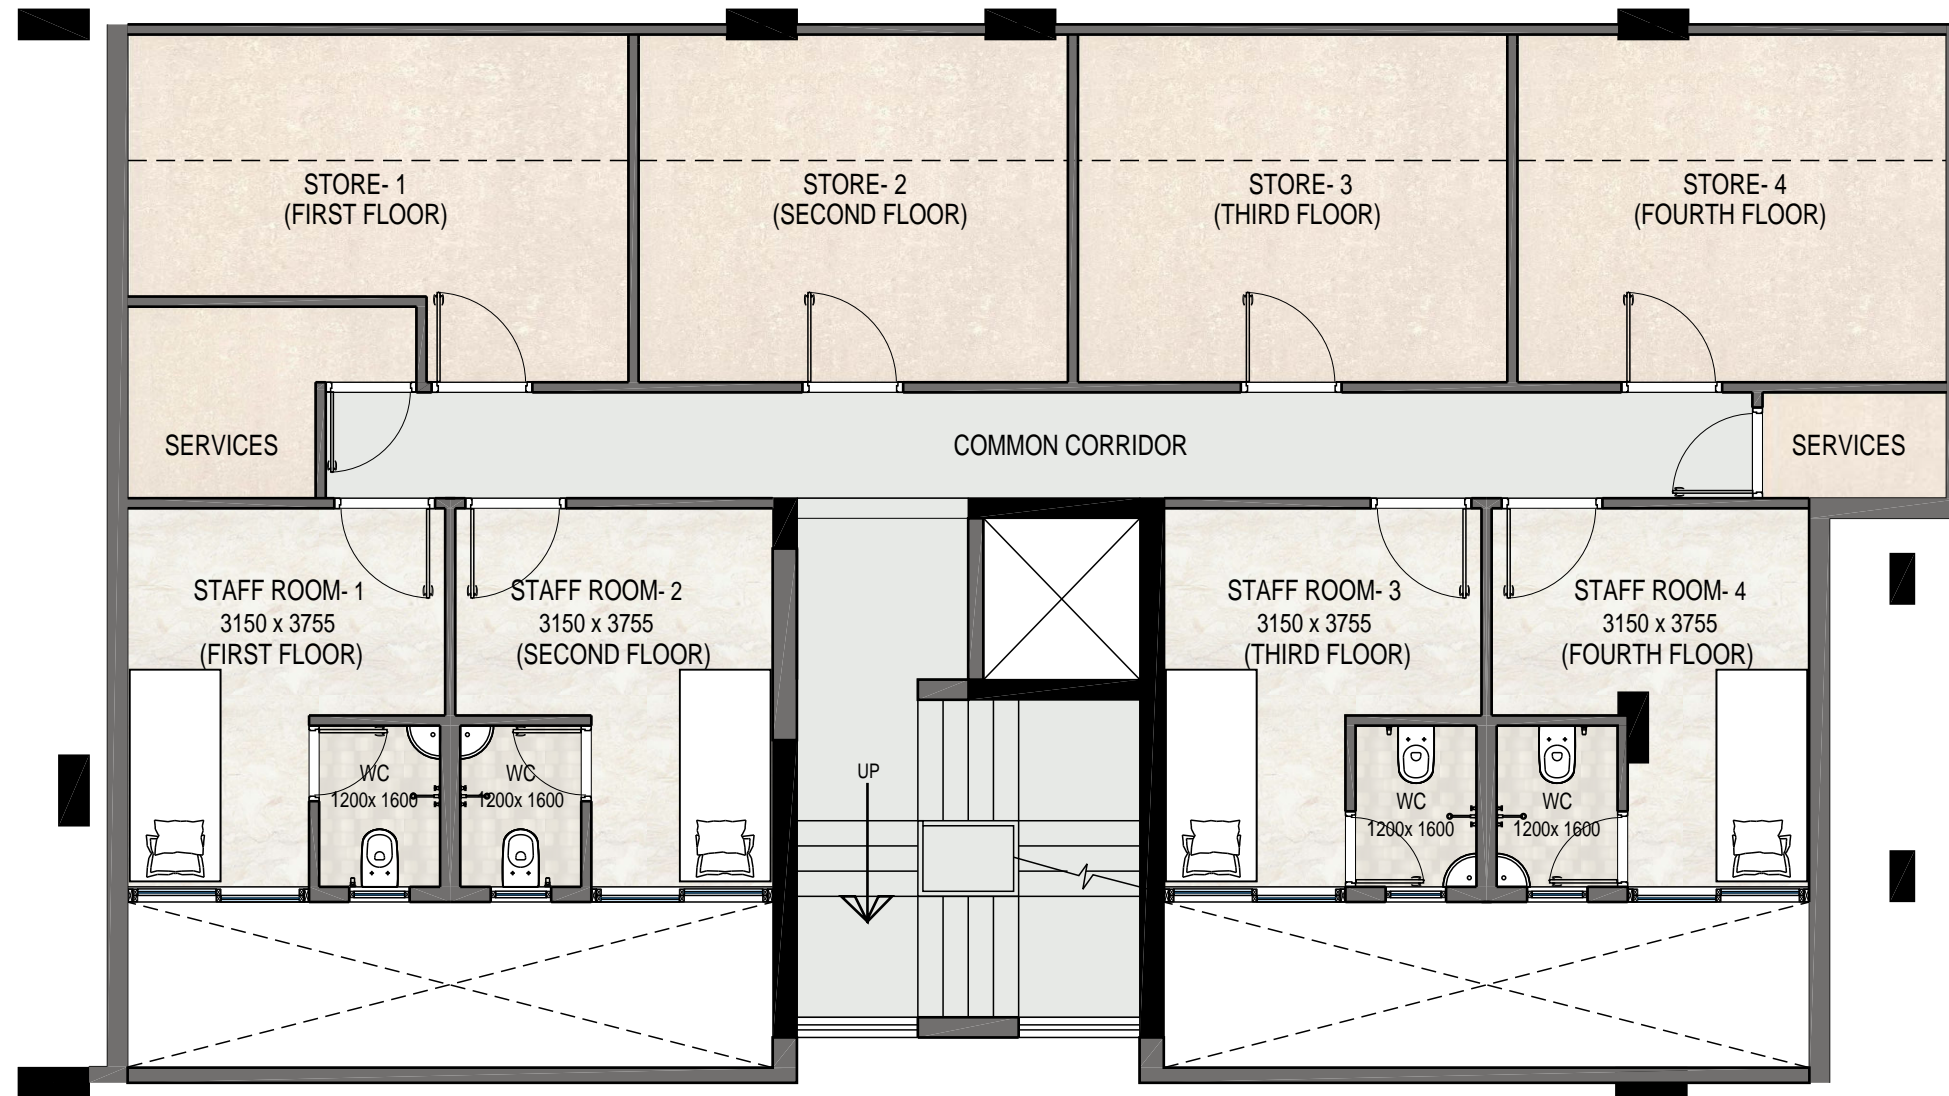 STORE- 1
(FIRST FLOOR)
STORE- 2
(SECOND FLOOR)
STORE- 3
(THIRD FLOOR)
STORE- 4
(FOURTH FLOOR)
SERVICES
COMMON CORRIDOR
SERVICES
STAFF ROOM- 1
3150 x 3755
(FIRST FLOOR)
STAFF ROOM- 2
3150 x 3755
(SECOND FLOOR)
STAFF ROOM- 3
3150 x 3755
(THIRD FLOOR)
STAFF ROOM- 4
3150 x 3755
(FOURTH FLOOR)
WC
1200x 1600
WC
1200x 1600
UP
WC
1200x 1600
WC
1200x 1600